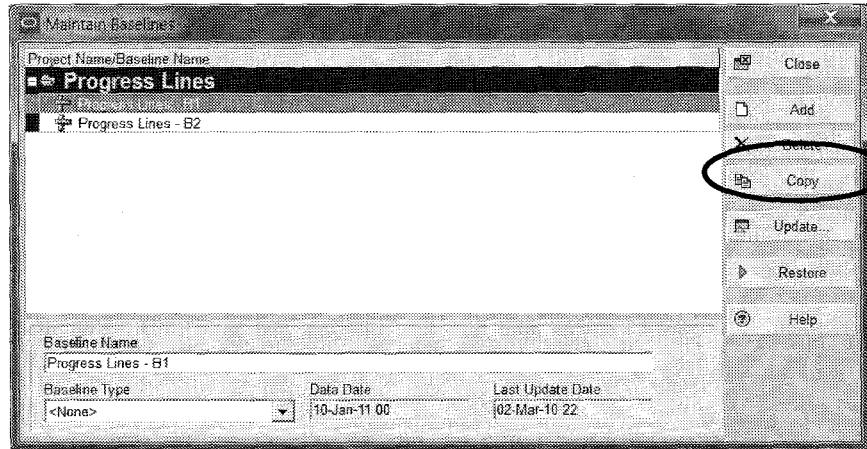 Maintain Baselines
Project Name/Baseline Name
Progress Lines
Progress Lines - B1
Progress Lines - B2
Close
Add
Delete
Copy
Update...
Restore
Help
Baseline Name
Progress Lines - B1
Baseline Type
Data Date
Last Update Date
<None>
10-Jan-11 00
02-Mar-10 22